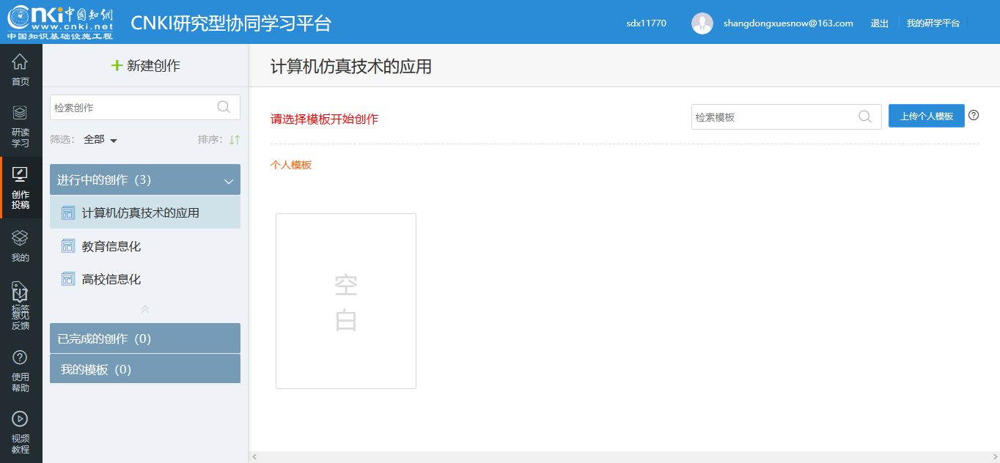 Cnki中国知网
www.cnki.net
中国知识基础设施工程
CNKI研究型协同学习平台
sdx11770
shangdongxuesnow@163.com
退出
我的研学平台
首页
研读
学习
创作
投稿
我的
标签
意见
反馈
使用
帮助
视频
教程
+新建创作
检索创作
筛选： 全部
排序：
进行中的创作（3）
计算机仿真技术的应用
教育信息化
高校信息化
已完成的创作（0）
我的模板（0）
计算机仿真技术的应用
请选择模板开始创作
检索模板
上传个人模板
个人模板
空
白